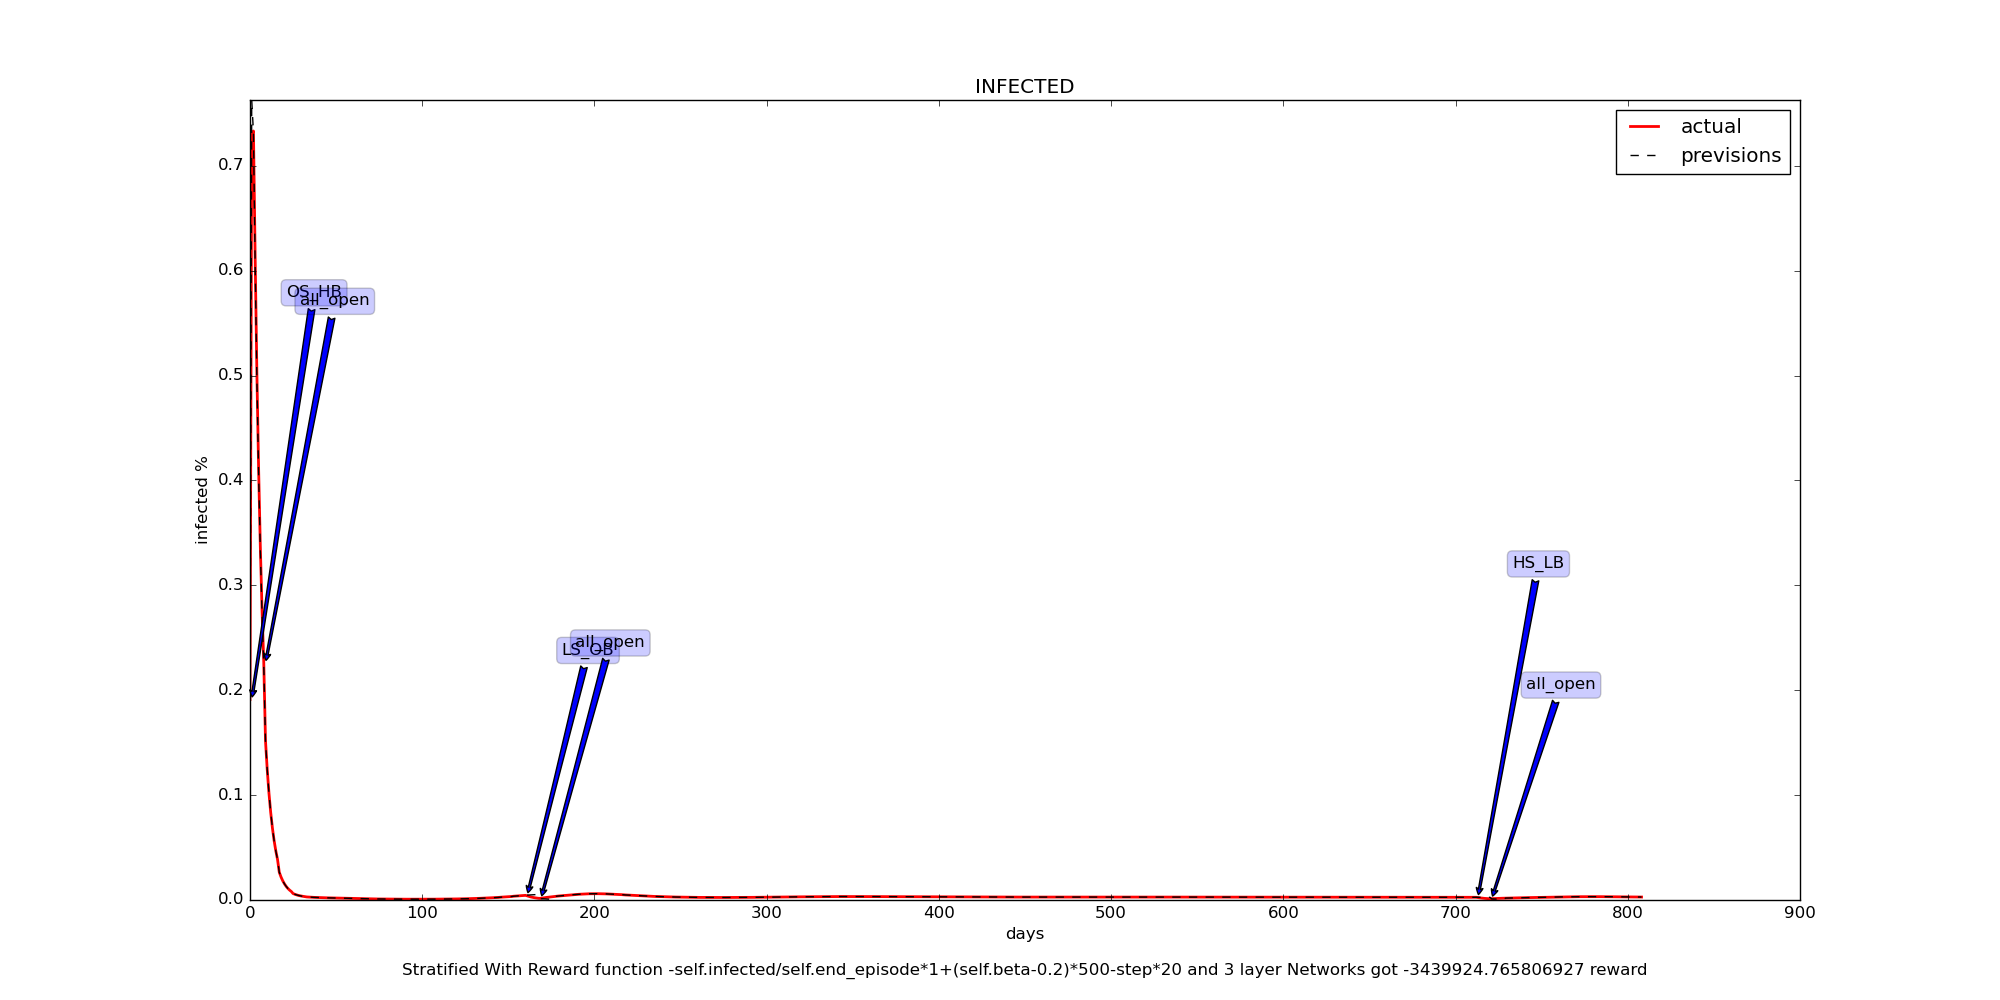 INFECTED
actual
previsions
0.7
0.6
0.5
0.4
0.3
0.2
0.1
0.0
infected %
OS_HB
all_open
LS_OB
all_open
HS_LB
all_open
0 100 200 300 400 500 600 700 800 900
days
Stratified With Reward function -self.infected/self.end_episode*1+(self.beta-0.2)*500-step*20 and 3 layer Networks got -3439924.765806927 reward